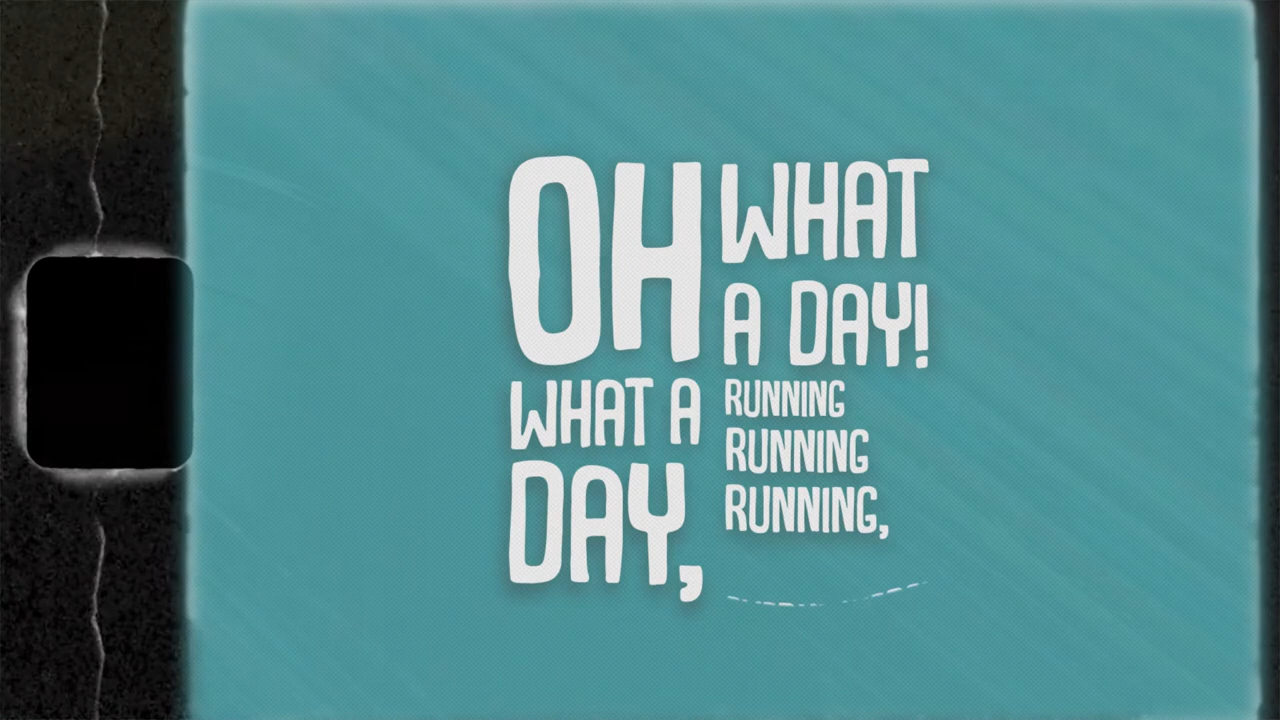 OH WHAT
A DAY!
WHAT A
DAY,
RUNNING
RUNNING
RUNNING,